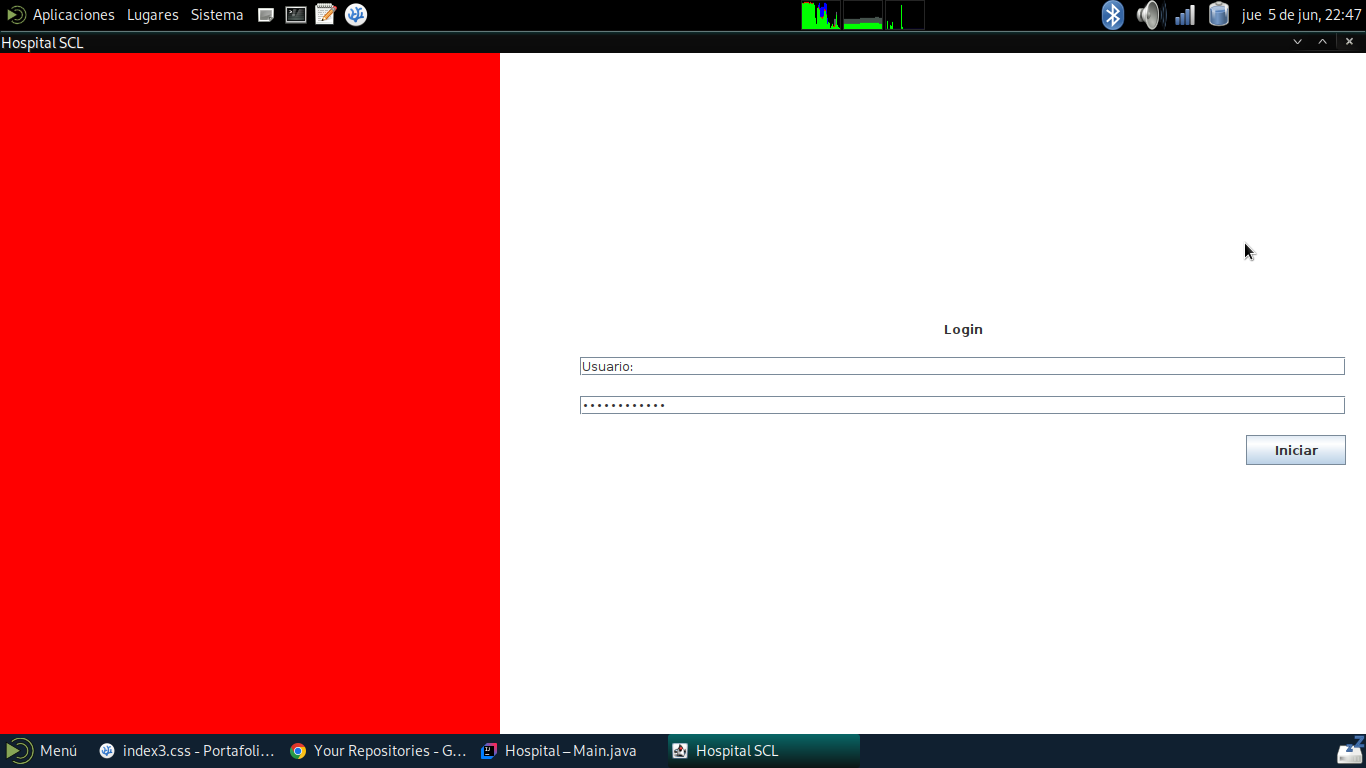 Aplicaciones Lugares Sistema
jue 5 de jun, 22:47
Hospital SCL
Login
Usuario:
••••••••••••
Iniciar
Menú
index3.css - Portafoli...
Your Repositories - G...
Hospital – Main.java
Hospital SCL